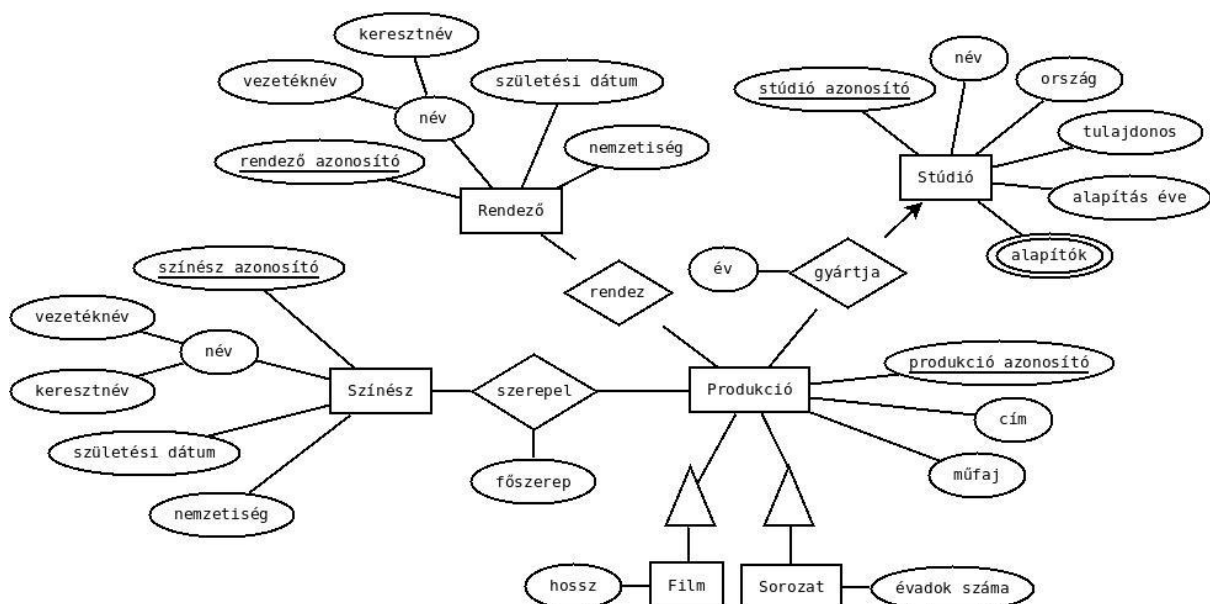 keresztnév
vezetéknév
név
születési dátum
rendező azonosító
nemzetiség
Rendező
név
stúdió azonosító
ország
tulajdonos
Stúdió
alapítás éve
alapítók
év
gyártja
rendez
színész azonosító
vezetéknév
név
keresztnév
Színész
születési dátum
nemzetiség
szerepel
főszerep
Produkció
produkció azonosító
cím
műfaj
hossz
Film
Sorozat
évadok száma